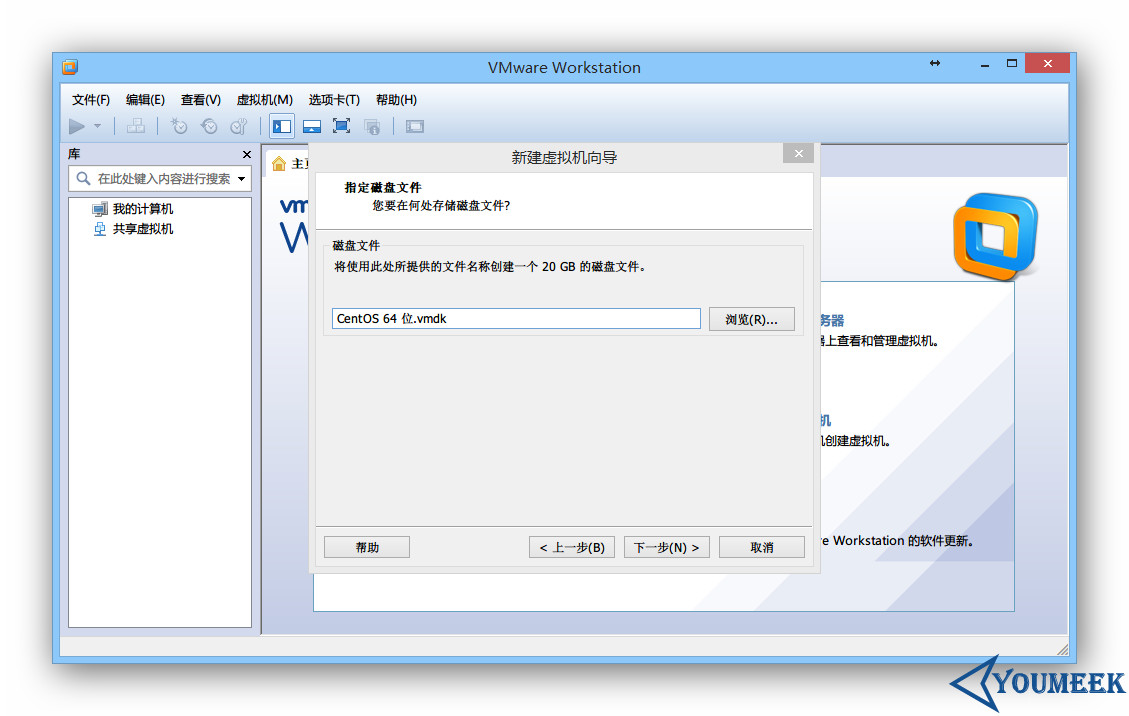 VMware Workstation
文件(F) 编辑(E) 查看(V) 虚拟机(M) 选项卡(T) 帮助(H)
库
在此处键入内容进行搜索
我的计算机
共享虚拟机
主
vm
W
新建虚拟机向导
指定磁盘文件
您要在何处存储磁盘文件?
磁盘文件
将使用此处所提供的文件名称创建一个 20 GB 的磁盘文件。
CentOS 64 位.vmdk
浏览(R)...
务器
器上查看和管理虚拟机。
机
机创建虚拟机。
re Workstation 的软件更新。
帮助
< 上一步(B)
下一步(N) >
取消
YOUMEEK